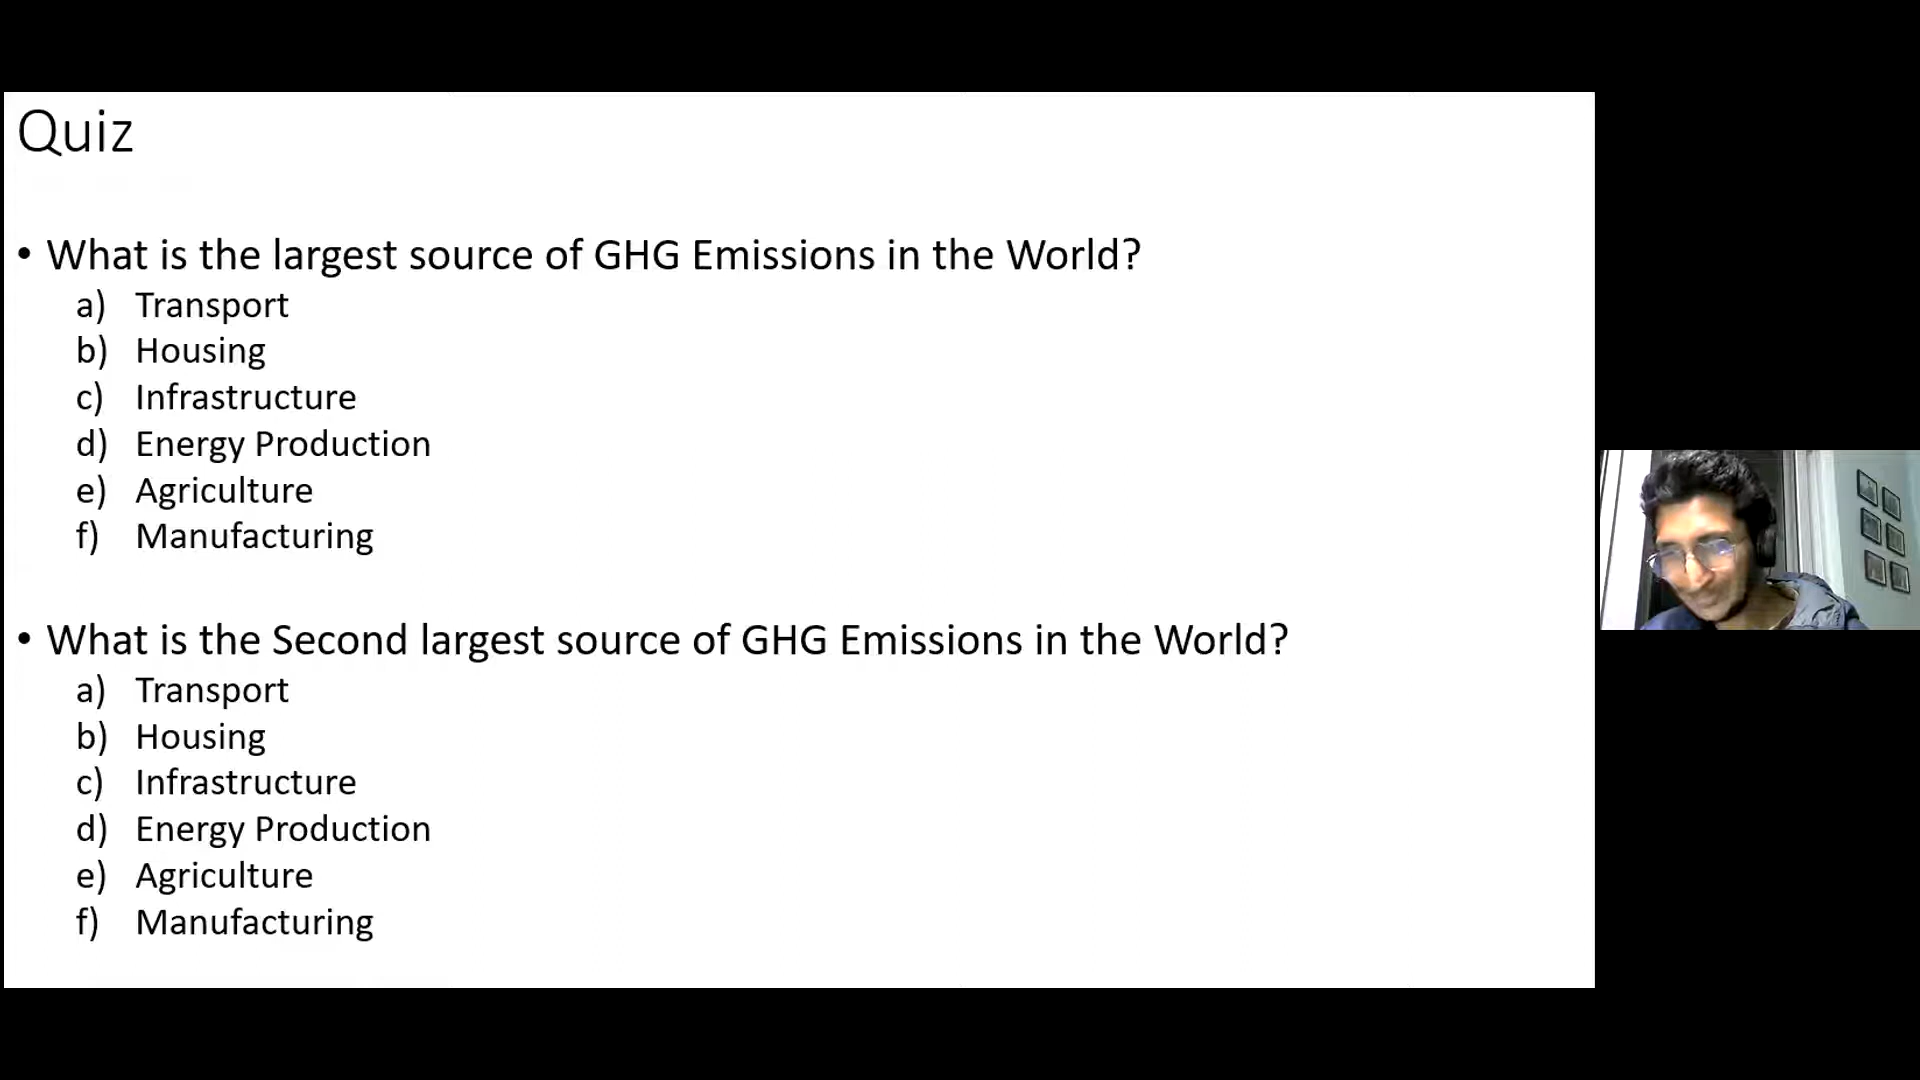 Quiz
• What is the largest source of GHG Emissions in the World?
a) Transport
b) Housing
c) Infrastructure
d) Energy Production
e) Agriculture
f) Manufacturing
• What is the Second largest source of GHG Emissions in the World?
a) Transport
b) Housing
c) Infrastructure
d) Energy Production
e) Agriculture
f) Manufacturing